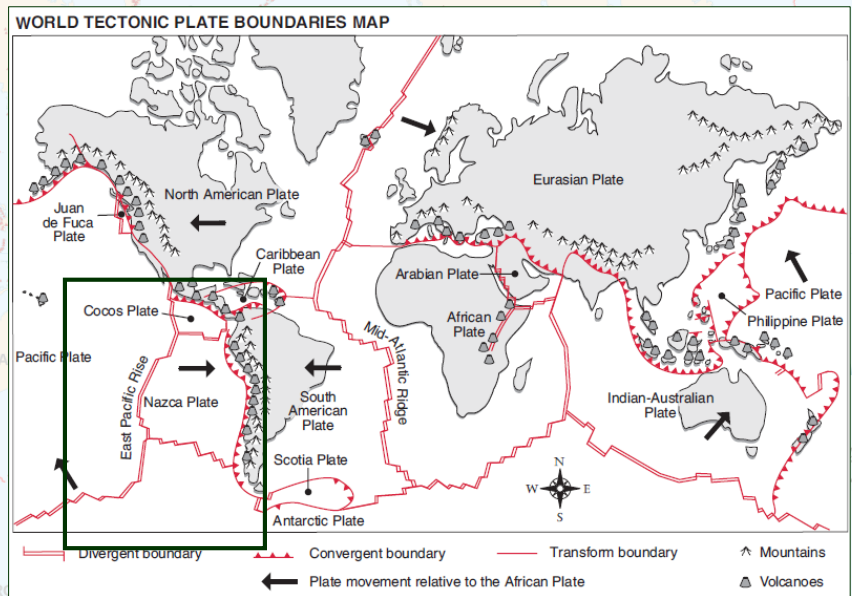 WORLD TECTONIC PLATE BOUNDARIES MAP
North American Plate
Eurasian Plate
Juan
de Fuca
Plate
Caribbean
Plate
Arabian Plate
Cocos Plate
African
Plate
Pacific Plate
Philippine Plate
Pacific Plate
East Pacific Rise
Nazca Plate
South
American
Plate
Mid-Atlantic
Ridge
Indian-Australian
Plate
Scotia Plate
Antarctic Plate
N
W E
S
Divergent boundary
Convergent boundary
Transform boundary
Mountains
Plate movement relative to the African Plate
Volcanoes